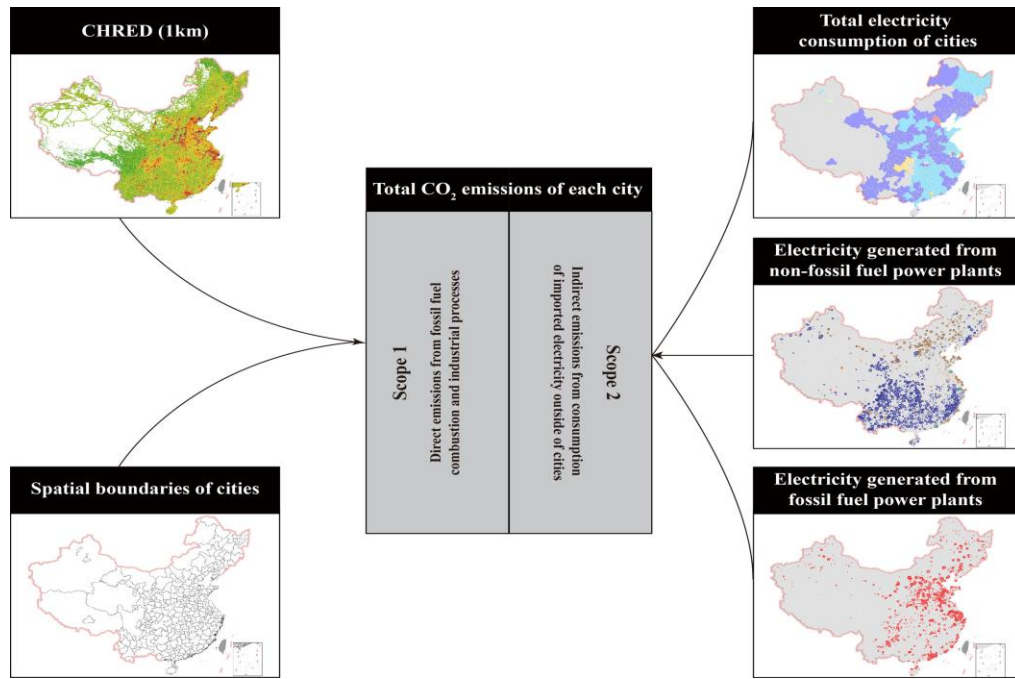 CHRED (1km)
Spatial boundaries of cities
Total CO₂ emissions of each city
Scope 1
Direct emissions from fossil fuel
combustion and industrial processes
Scope 2
Indirect emissions from consumption
of imported electricity outside of cities
Total electricity
consumption of cities
Electricity generated from
non-fossil fuel power plants
Electricity generated from
fossil fuel power plants